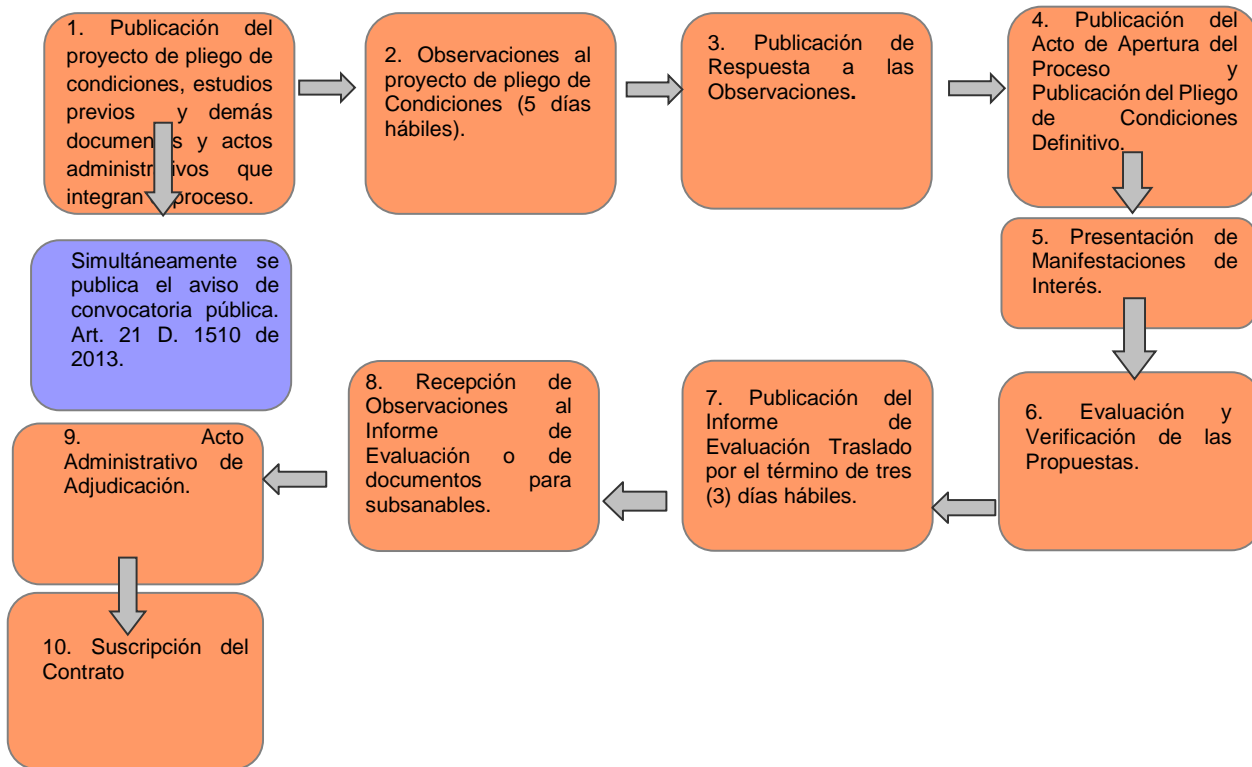 1. Publicación del
proyecto de pliego de
condiciones, estudios
previos y demás
documen s y actos
administr ivos que
integran proceso.
2. Observaciones al
proyecto de pliego de
Condiciones (5 días
hábiles).
3. Publicación de
Respuesta a las
Observaciones.
4. Publicación del
Acto de Apertura del
Proceso y
Publicación del Pliego
de Condiciones
Definitivo.
Simultáneamente se
publica el aviso de
convocatoria pública.
Art. 21 D. 1510 de
2013.
5. Presentación de
Manifestaciones de
Interés.
6. Evaluación y
Verificación de las
Propuestas.
7. Publicación del
Informe de
Evaluación Traslado
por el término de tres
(3) días hábiles.
8. Recepción de
Observaciones al
Informe de
Evaluación o de
documentos para
subsanables.
9. Acto
Administrativo de
Adjudicación.
10. Suscripción del
Contrato